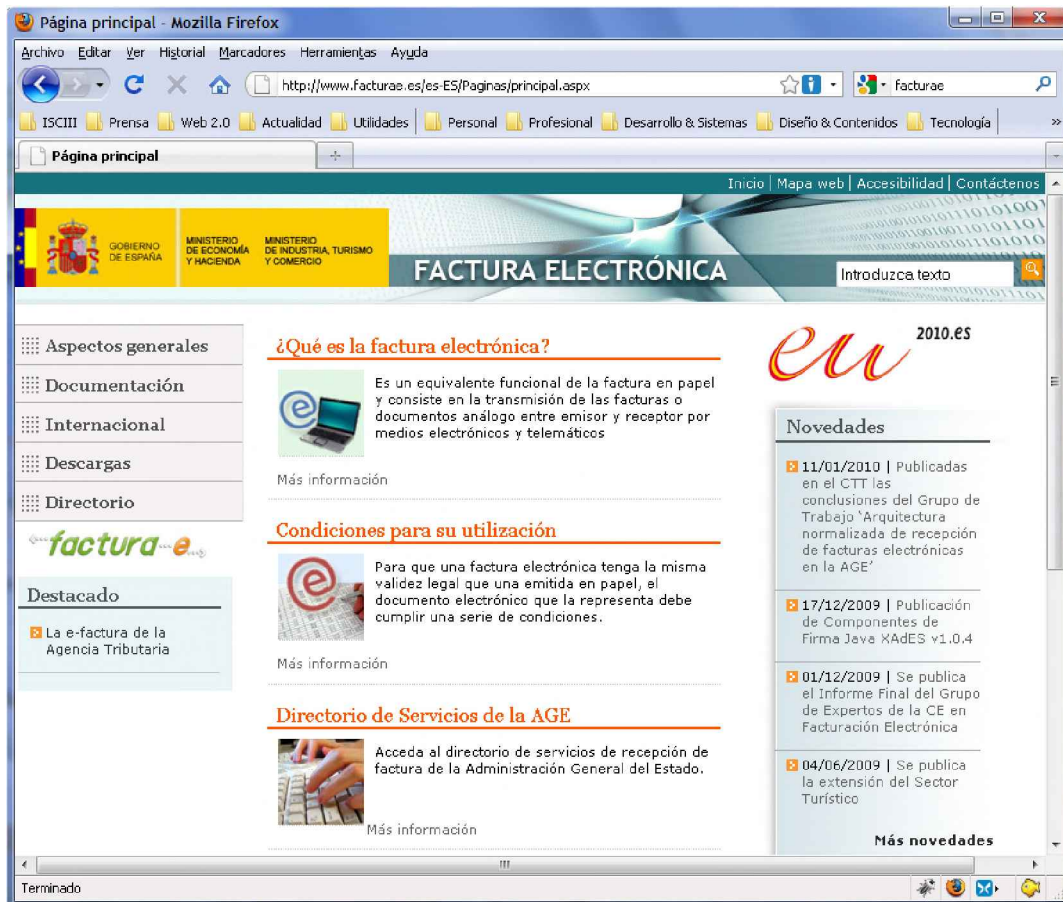 Página principal - Mozilla Firefox
Archivo Editar Ver Historial Marcadores Herramientas Ayuda
http://www.facturae.es/es-ES/Paginas/principal.aspx
facturae
ISCIII Prensa Web 2.0 Actualidad Utilidades Personal Profesional Desarrollo & Sistemas Diseño & Contenidos Tecnología »
Página principal
Inicio | Mapa web | Accesibilidad | Contáctenos
GOBIERNO
DE ESPAÑA
MINISTERIO
DE ECONOMÍA
Y HACIENDA
MINISTERIO
DE INDUSTRIA, TURISMO
Y COMERCIO
FACTURA ELECTRÓNICA
Introduzca texto
Aspectos generales
Documentación
Internacional
Descargas
Directorio
factura-e
Destacado
La e-factura de la
Agencia Tributaria
¿Qué es la factura electrónica?
Es un equivalente funcional de la factura en papel
y consiste en la transmisión de las facturas o
documentos análogo entre emisor y receptor por
medios electrónicos y telemáticos
Más información
Condiciones para su utilización
Para que una factura electrónica tenga la misma
validez legal que una emitida en papel, el
documento electrónico que la representa debe
cumplir una serie de condiciones.
Más información
Directorio de Servicios de la AGE
Acceda al directorio de servicios de recepción de
factura de la Administración General del Estado.
Más información
eu 2010.es
Novedades
11/01/2010 | Publicadas
en el CTT las
conclusiones del Grupo de
Trabajo 'Arquitectura
normalizada de recepción
de facturas electrónicas
en la AGE'
17/12/2009 | Publicación
de Componentes de
Firma Java XAdES v1.0.4
01/12/2009 | Se publica
el Informe Final del Grupo
de Expertos de la CE en
Facturación Electrónica
04/06/2009 | Se publica
la extensión del Sector
Turístico
Más novedades
Terminado